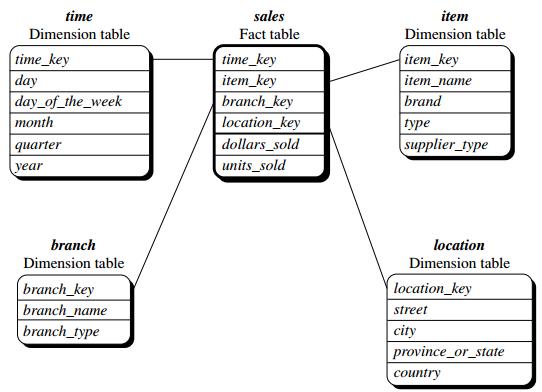 time
Dimension table
time_key
day
day_of_the_week
month
quarter
year
sales
Fact table
time_key
item_key
branch_key
location_key
dollars_sold
units_sold
item
Dimension table
item_key
item_name
brand
type
supplier_type
branch
Dimension table
branch_key
branch_name
branch_type
location
Dimension table
location_key
street
city
province_or_state
country